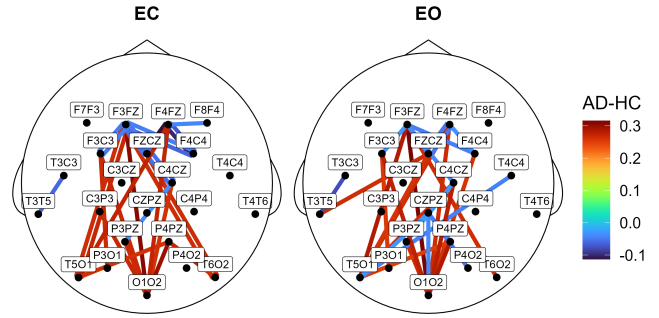 EC EO
F7F3 F3FZ F4FZ F8F4 F7F3 F3FZ F4FZ F8F4
AD-HC
F3C3 FZCZ F4C4 F3C3 FZCZ F4C4
0.3
T3C3 C3CZ C4CZ T4C4 T3C3 C3CZ C4CZ T4C4
0.2
T3T5 C3P3 CZPZ C4P4 T4T6 T3T5 C3P3 CZPZ C4P4 T4T6
0.1
P3PZ P4PZ P3PZ P4PZ
0.0
T5O1 P3O1 P4O2 T6O2 T5O1 P3O1 P4O2 T6O2
-0.1
O1O2 O1O2